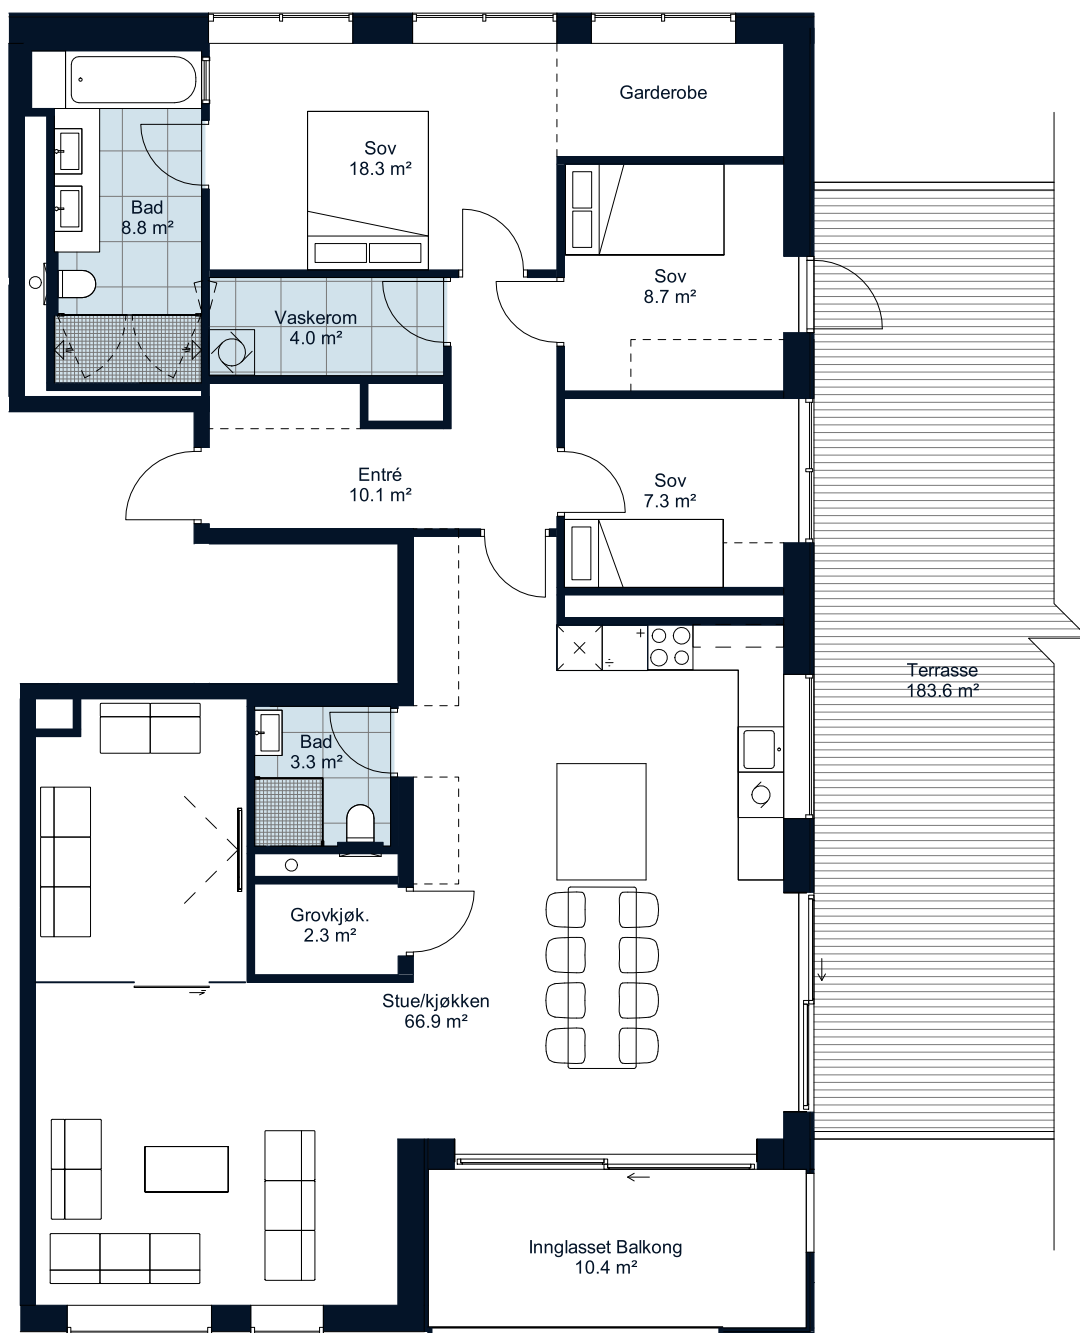 Garderobe
Sov
18.3 m²
Bad
8.8 m²
Sov
8.7 m²
Vaskerom
4.0 m²
Entré
10.1 m²
Sov
7.3 m²
Terrasse
183.6 m²
Bad
3.3 m²
Grovkjøk.
2.3 m²
Stue/kjøkken
66.9 m²
Innglasset Balkong
10.4 m²